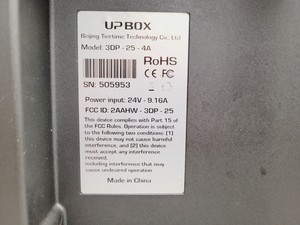 UP BOX
Beijing Tiertime Technology Co., Ltd
Model: 3DP - 25 - 4A
RoHS
CE FC
SN: 505953
Power input: 24V - 9.16A
FCC ID: 2AAHW - 3DP - 25
This device complies with Part 15 of
the FCC Rules. Operation is subject
to the following two conditions: (1)
this device may not cause harmful
interference, and (2) this device
must accept any interference
received,
including interference that may
cause undesired operation
Made in China